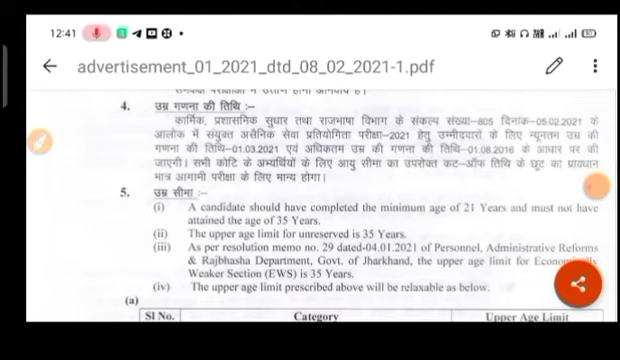 12:41
advertisement_01_2021_dtd_08_02_2021-1.pdf
4. उम्र गणना की तिथि :–
कार्मिक, प्रशासनिक सुधार तथा राजभाषा विभाग के संकल्प संख्या–805 दिनांक–05.02.2021 के
आलोक में संयुक्त असैनिक सेवा प्रतियोगिता परीक्षा–2021 हेतु उम्मीदवारों के लिए न्यूनतम उम्र की
गणना की तिथि–01.03.2021 एवं अधिकतम उम्र की गणना की तिथि–01.08.2016 के आधार पर की
जाएगी। सभी कोटि के अभ्यर्थियों के लिए आयु सीमा का उपरोक्त कट–ऑफ तिथि के छूट का प्रावधान
मात्र आगामी परीक्षा के लिए मान्य होगा।
5. उम्र सीमा :–
(i) A candidate should have completed the minimum age of 21 Years and must not have
attained the age of 35 Years.
(ii) The upper age limit for unreserved is 35 Years.
(iii) As per resolution memo no. 29 dated-04.01.2021 of Personnel, Administrative Reforms
& Rajbhasha Department, Govt. of Jharkhand, the upper age limit for Economically
Weaker Section (EWS) is 35 Years.
(iv) The upper age limit prescribed above will be relaxable as below.
(a)
Sl No. Category Upper Age Limit